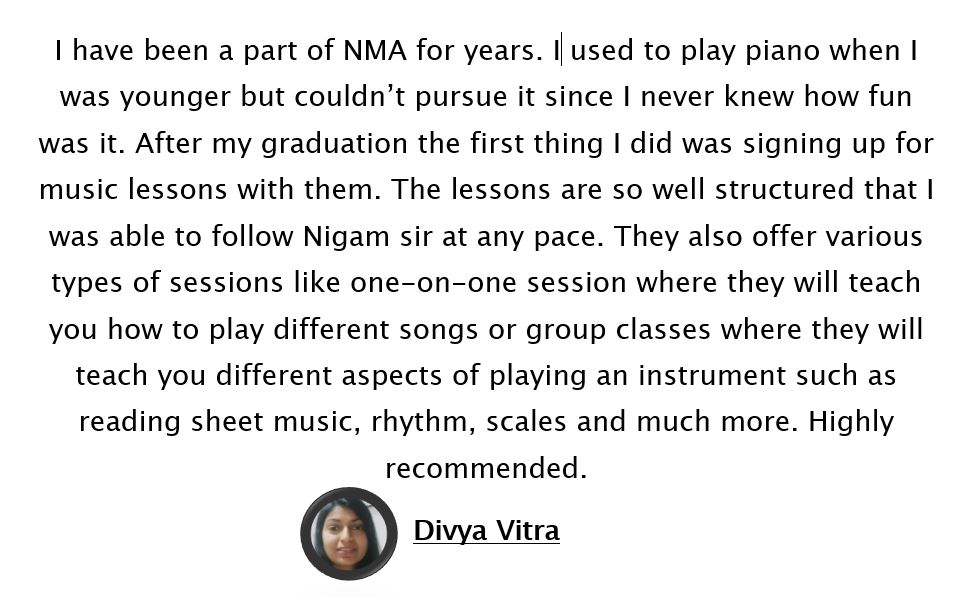 I have been a part of NMA for years. I used to play piano when I
was younger but couldn’t pursue it since I never knew how fun
was it. After my graduation the first thing I did was signing up for
music lessons with them. The lessons are so well structured that I
was able to follow Nigam sir at any pace. They also offer various
types of sessions like one-on-one session where they will teach
you how to play different songs or group classes where they will
teach you different aspects of playing an instrument such as
reading sheet music, rhythm, scales and much more. Highly
recommended.
Divya Vitra